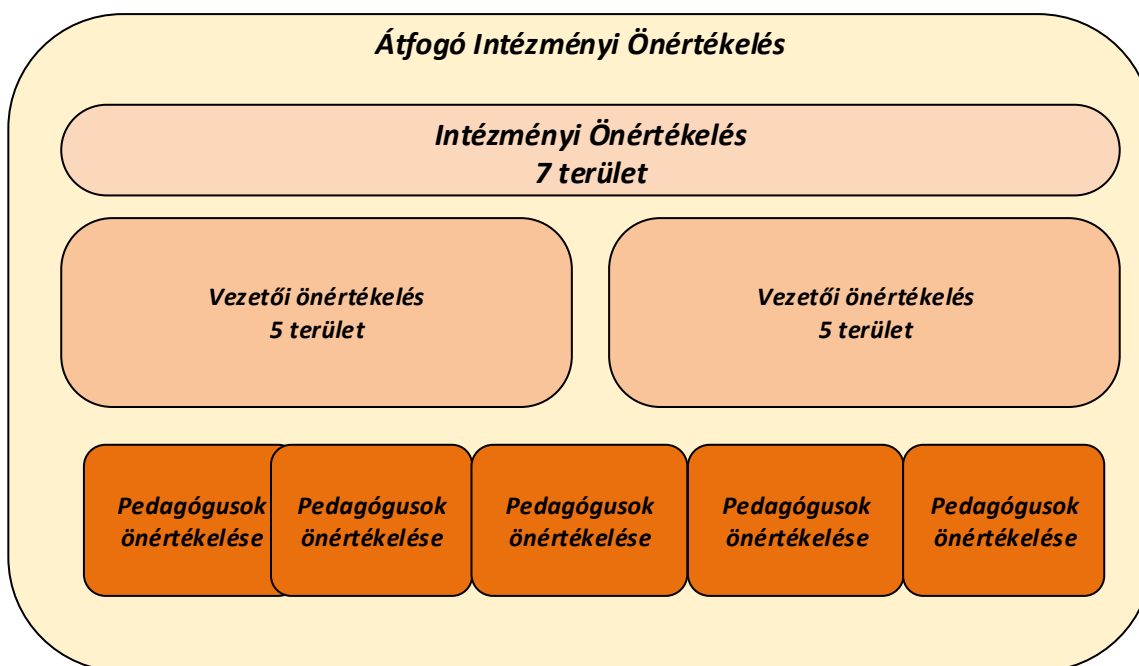 Átfogó Intézményi Önértékelés
Intézményi Önértékelés
7 terület
Vezetői önértékelés
5 terület
Vezetői önértékelés
5 terület
Pedagógusok
önértékelése
Pedagógusok
önértékelése
Pedagógusok
önértékelése
Pedagógusok
önértékelése
Pedagógusok
önértékelése